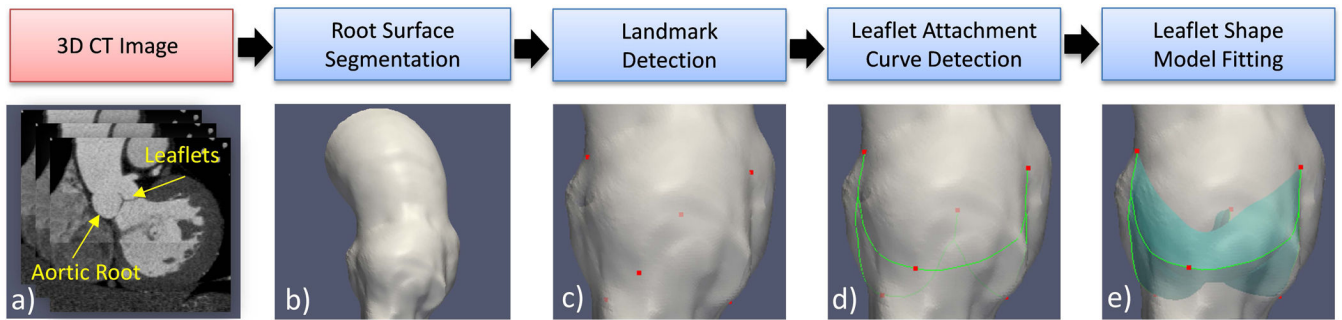 3D CT Image
Root Surface
Segmentation
Landmark
Detection
Leaflet Attachment
Curve Detection
Leaflet Shape
Model Fitting
Leaflets
Aortic Root
a)
b)
c)
d)
e)